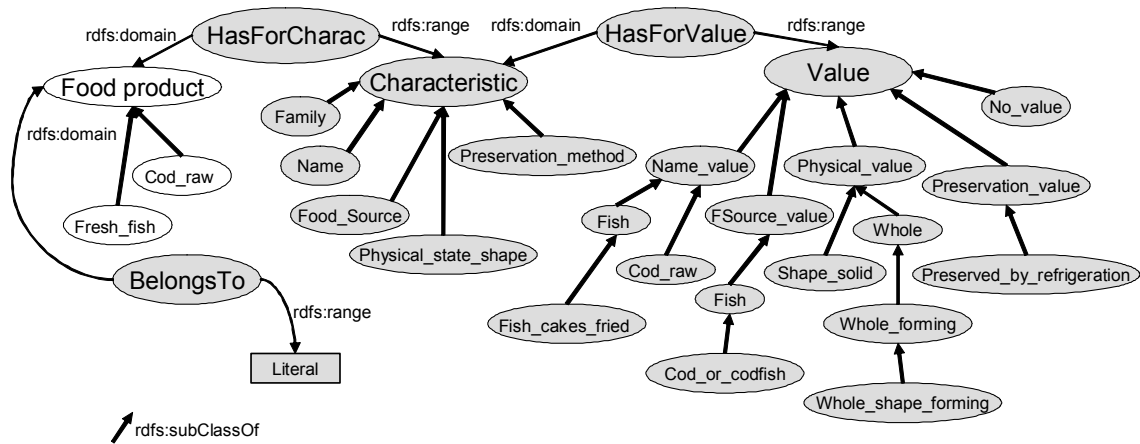 HasForCharac
HasForValue
rdfs:domain
rdfs:range
rdfs:domain
rdfs:range
Food product
Characteristic
Value
rdfs:domain
Family
No_value
Name
Preservation_method
Cod_raw
Name_value
Physical_value
Preservation_value
Fresh_fish
Food_Source
Fish
FSource_value
Whole
Physical_state_shape
Cod_raw
Shape_solid
Preserved_by_refrigeration
BelongsTo
Fish
rdfs:range
Fish_cakes_fried
Whole_forming
Literal
Cod_or_codfish
Whole_shape_forming
rdfs:subClassOf